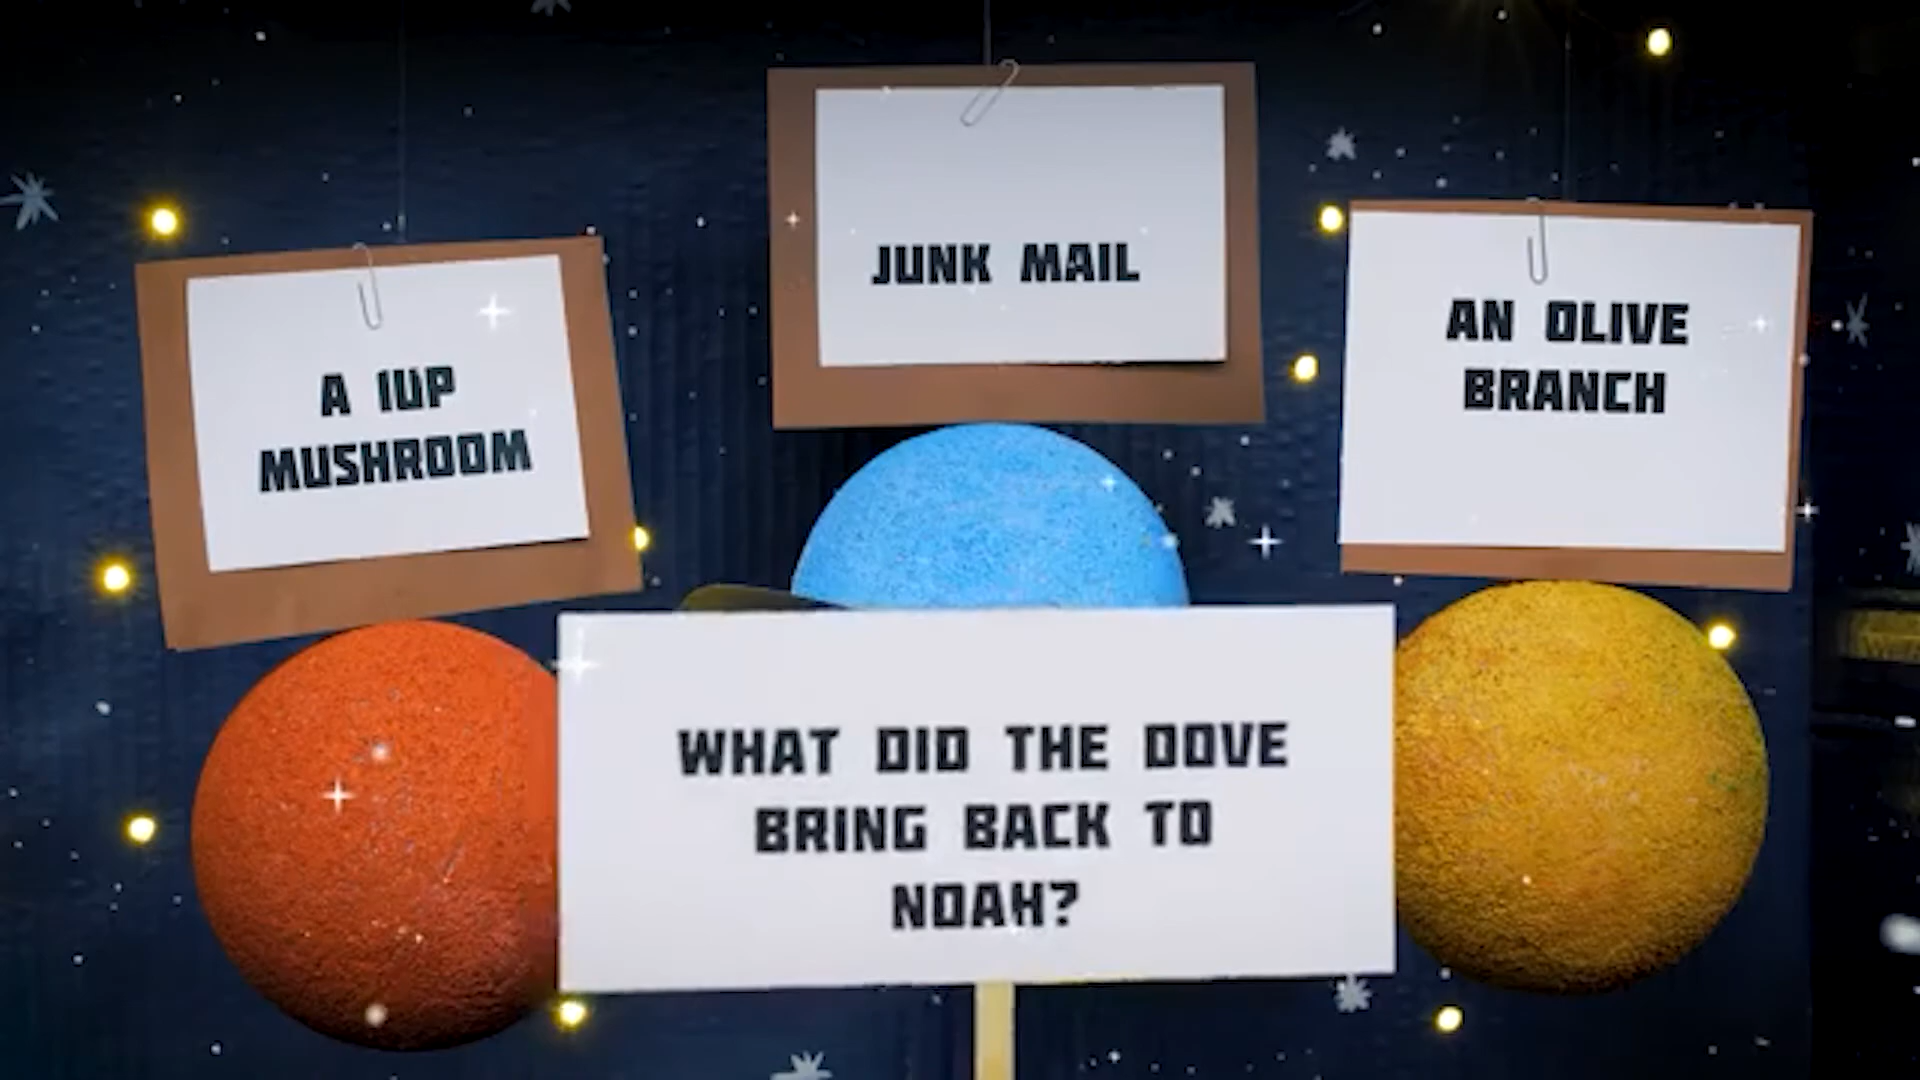 JUNK MAIL
A 1UP
MUSHROOM
AN OLIVE
BRANCH
WHAT DID THE DOVE
BRING BACK TO
NOAH?